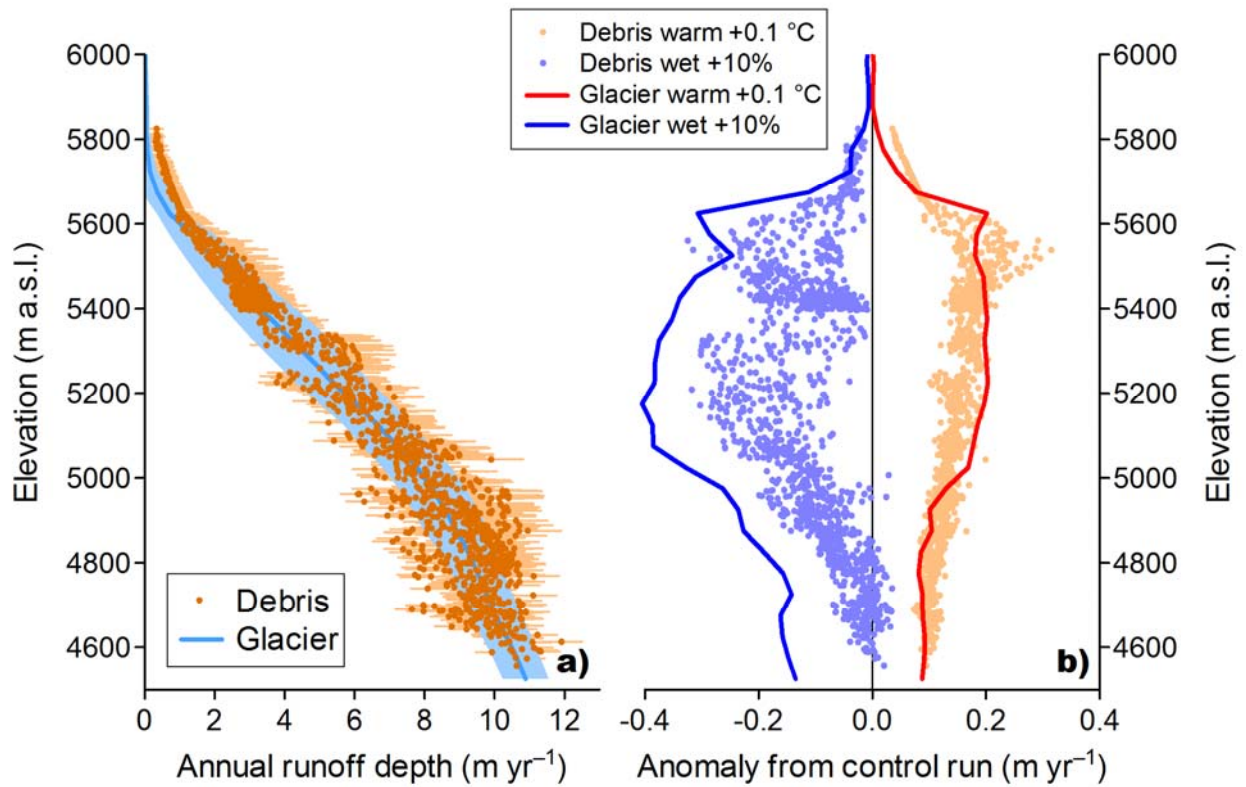 Debris warm +0.1 °C
Debris wet +10%
Glacier warm +0.1 °C
Glacier wet +10%
6000
5800
5600
5400
5200
5000
4800
4600
Elevation (m a.s.l.)
Debris
Glacier
a)
0 2 4 6 8 10 12
Annual runoff depth (m yr⁻¹)
b)
-0.4 -0.2 0.0 0.2 0.4
Anomaly from control run (m yr⁻¹)
6000
5800
5600
5400
5200
5000
4800
4600
Elevation (m a.s.l.)